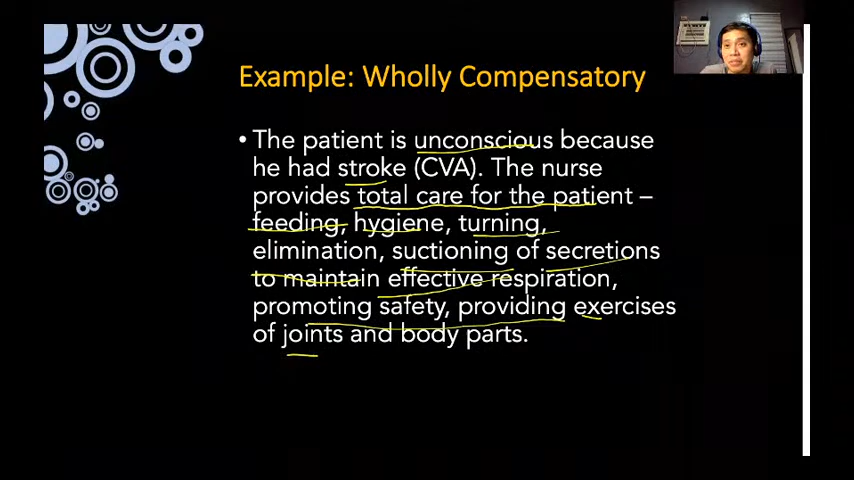 Example: Wholly Compensatory
• The patient is unconscious because
he had stroke (CVA). The nurse
provides total care for the patient –
feeding, hygiene, turning,
elimination, suctioning of secretions
to maintain effective respiration,
promoting safety, providing exercises
of joints and body parts.